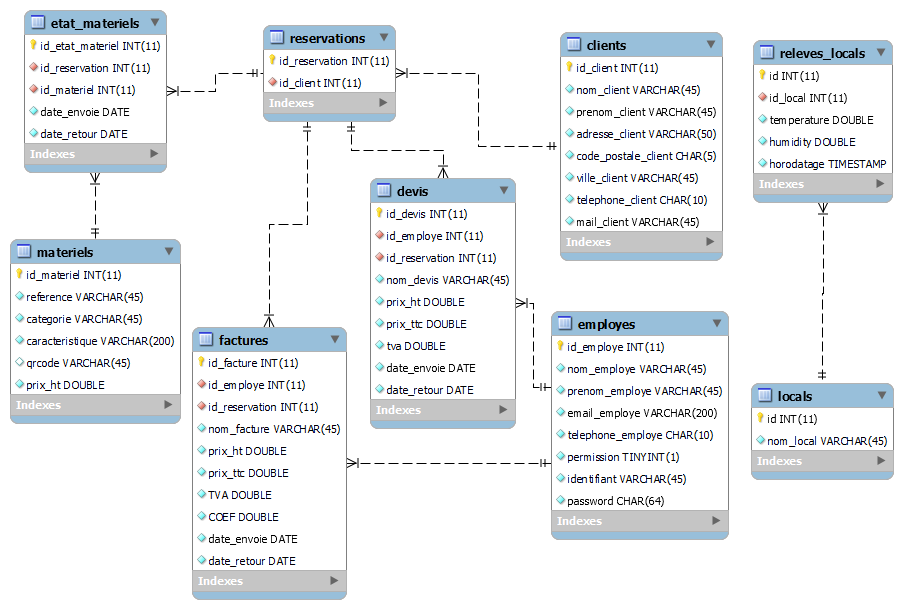 etat_materiels
id_etat_materiel INT(11)
id_reservation INT(11)
id_materiel INT(11)
date_envoie DATE
date_retour DATE
Indexes
reservations
id_reservation INT(11)
id_client INT(11)
Indexes
clients
id_client INT(11)
nom_client VARCHAR(45)
prenom_client VARCHAR(45)
adresse_client VARCHAR(50)
code_postale_client CHAR(5)
ville_client VARCHAR(45)
telephone_client CHAR(10)
mail_client VARCHAR(45)
Indexes
releves_locals
id INT(11)
id_local INT(11)
temperature DOUBLE
humidity DOUBLE
horodatage TIMESTAMP
Indexes
materiels
id_materiel INT(11)
reference VARCHAR(45)
categorie VARCHAR(45)
caracteristique VARCHAR(200)
qrcode VARCHAR(45)
prix_ht DOUBLE
Indexes
devis
id_devis INT(11)
id_employe INT(11)
id_reservation INT(11)
nom_devis VARCHAR(45)
prix_ht DOUBLE
prix_ttc DOUBLE
tva DOUBLE
date_envoie DATE
date_retour DATE
Indexes
factures
id_facture INT(11)
id_employe INT(11)
id_reservation INT(11)
nom_facture VARCHAR(45)
prix_ht DOUBLE
prix_ttc DOUBLE
TVA DOUBLE
COEF DOUBLE
date_envoie DATE
date_retour DATE
Indexes
employes
id_employe INT(11)
nom_employe VARCHAR(45)
prenom_employe VARCHAR(45)
email_employe VARCHAR(200)
telephone_employe CHAR(10)
permission TINYINT(1)
identifiant VARCHAR(45)
password CHAR(64)
Indexes
locals
id INT(11)
nom_local VARCHAR(45)
Indexes